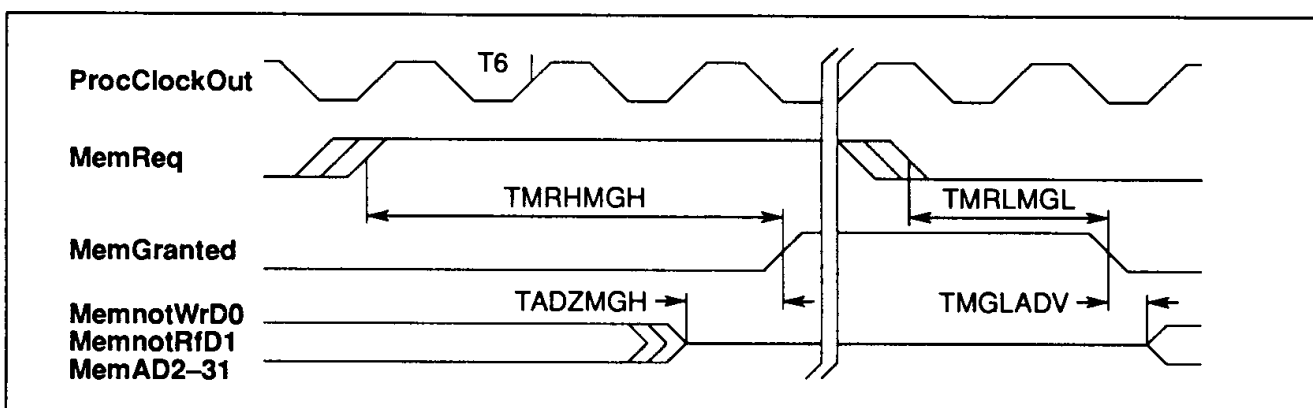 T6
ProcClockOut
MemReq
TMRHMGH
TMRLMGL
MemGranted
TADZMGH
TMGLADV
MemnotWrD0
MemnotRfD1
MemAD2–31